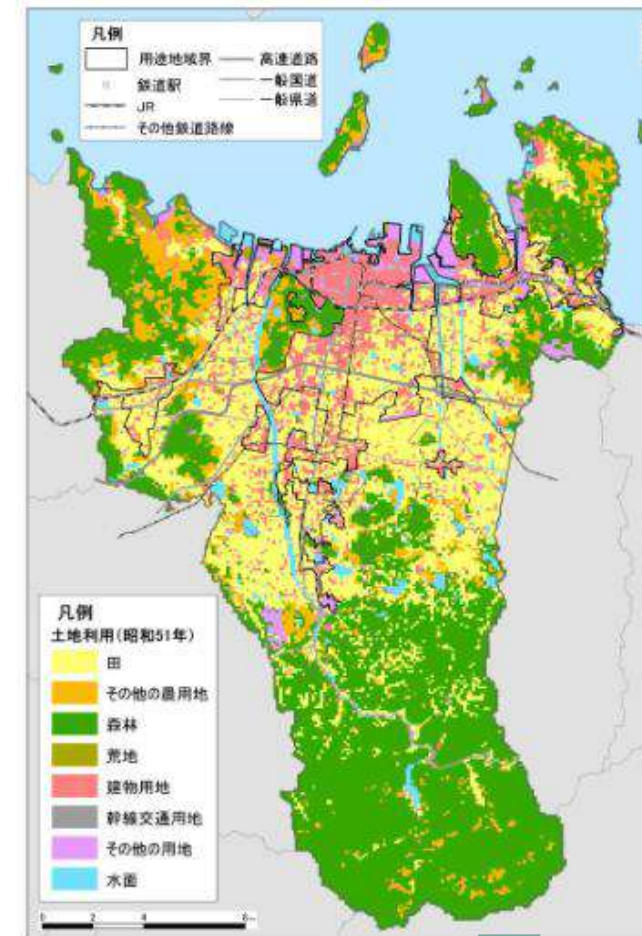 凡例
用途地域界
高速道路
鉄道駅
一般国道
JR
一般県道
その他鉄道路線
凡例
土地利用(昭和51年)
田
その他の農用地
森林
荒地
建物用地
幹線交通用地
その他の用地
水面
0 2 4 8